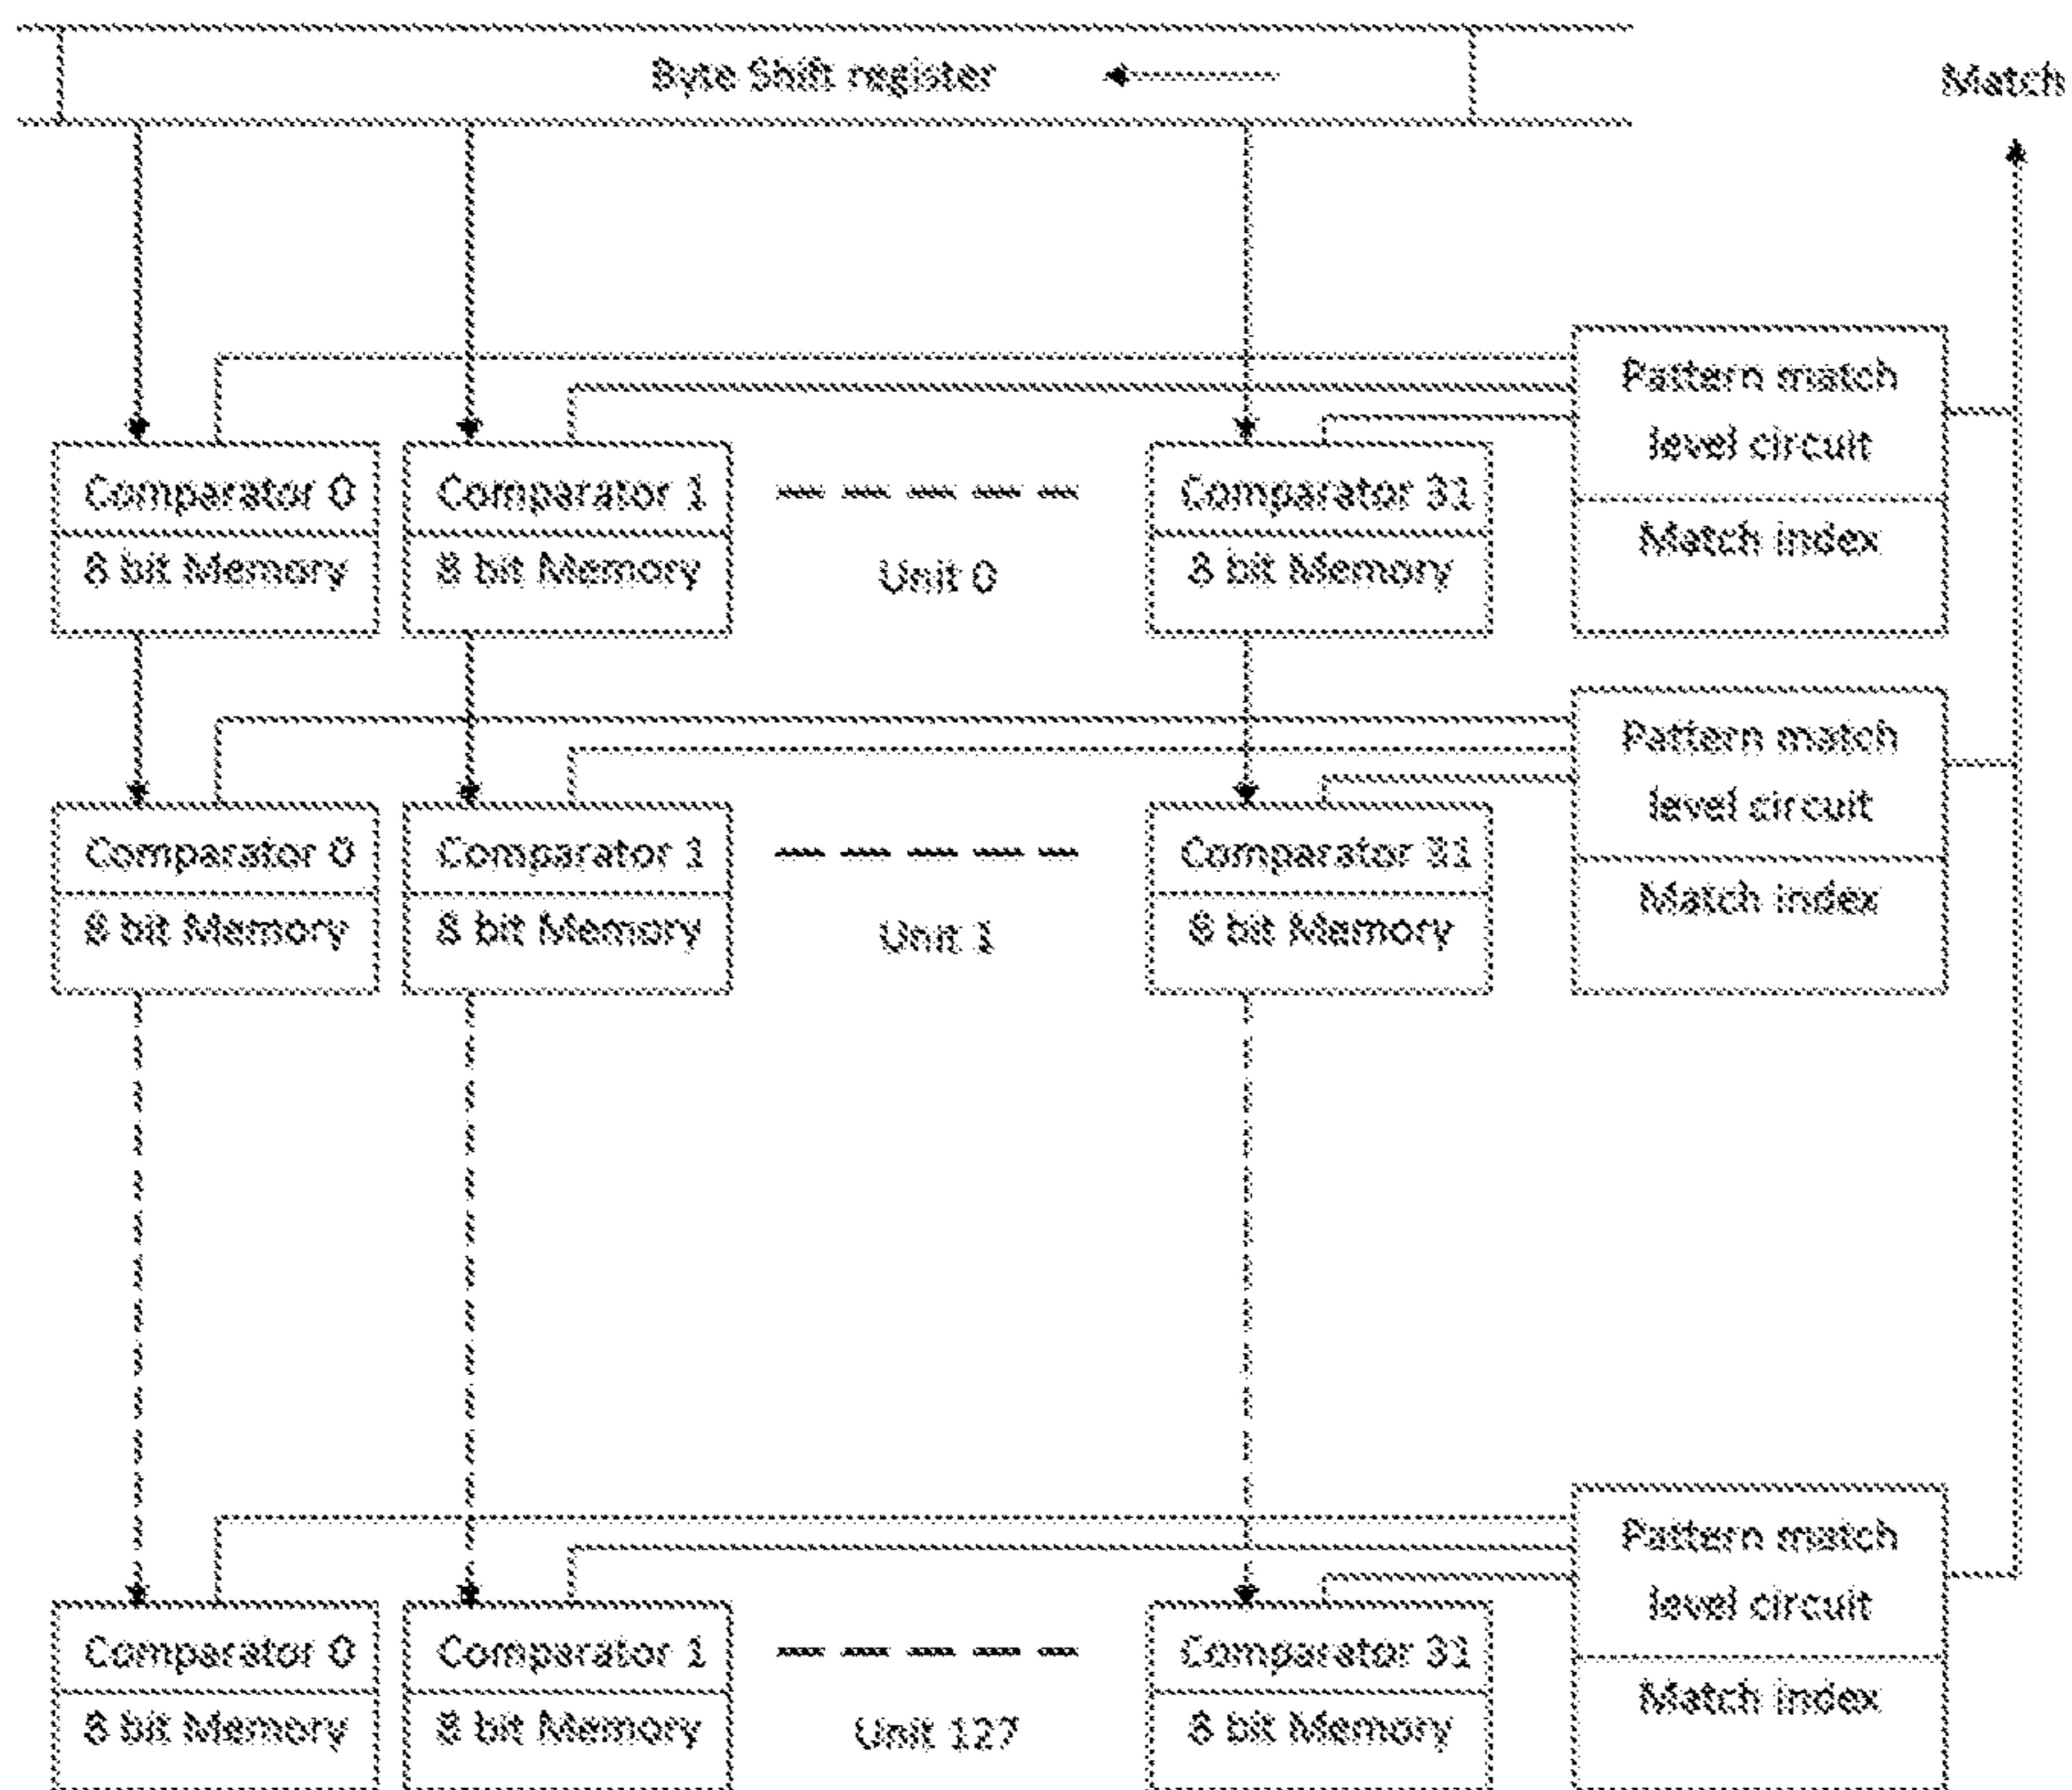 Byte Shift register
Match
Pattern match
level circuit
Comparator 0
Comparator 1
Comparator 31
Match index
8 bit Memory
8 bit Memory
Unit 0
8 bit Memory
Pattern match
level circuit
Comparator 0
Comparator 1
Comparator 31
Match index
8 bit Memory
8 bit Memory
Unit 1
8 bit Memory
Pattern match
level circuit
Comparator 0
Comparator 1
Comparator 31
Match index
8 bit Memory
8 bit Memory
Unit 127
8 bit Memory